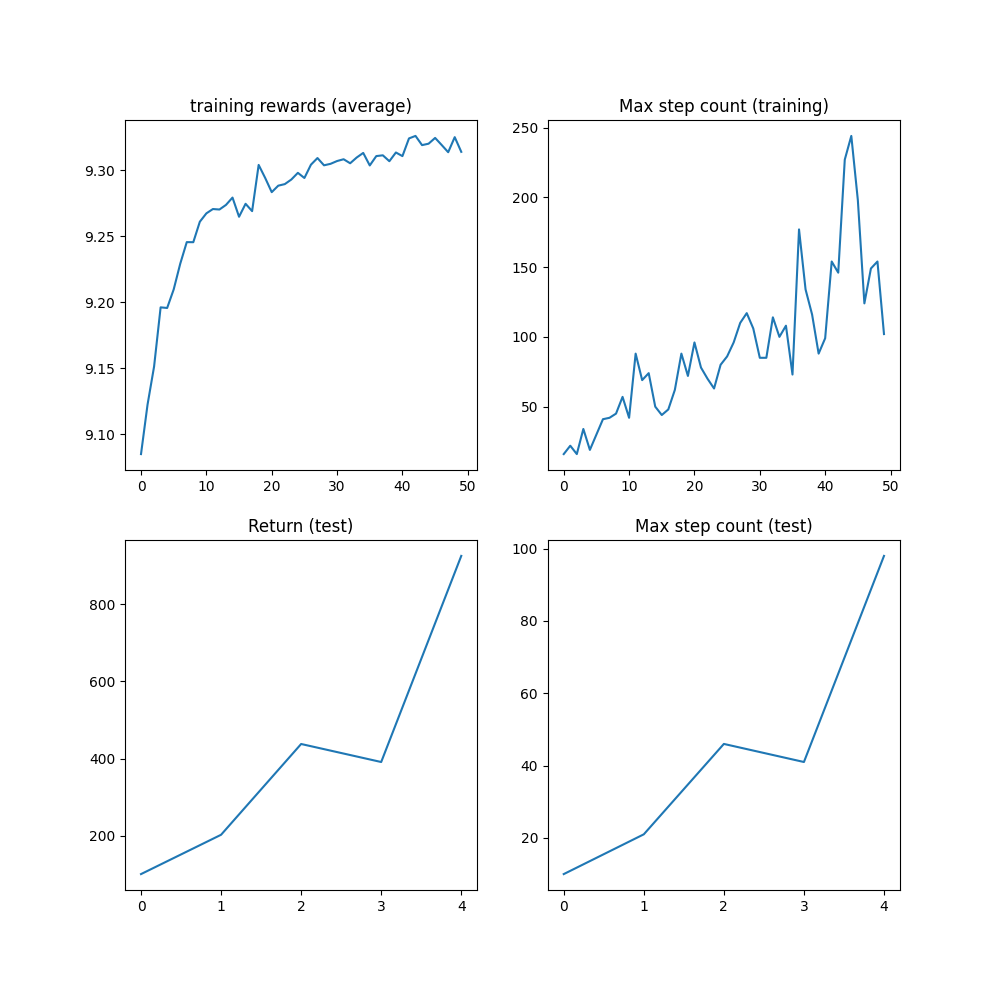 training rewards (average)
9.30
9.25
9.20
9.15
9.10
0 10 20 30 40 50
Max step count (training)
250
200
150
100
50
0 10 20 30 40 50
Return (test)
800
600
400
200
0 1 2 3 4
Max step count (test)
100
80
60
40
20
0 1 2 3 4